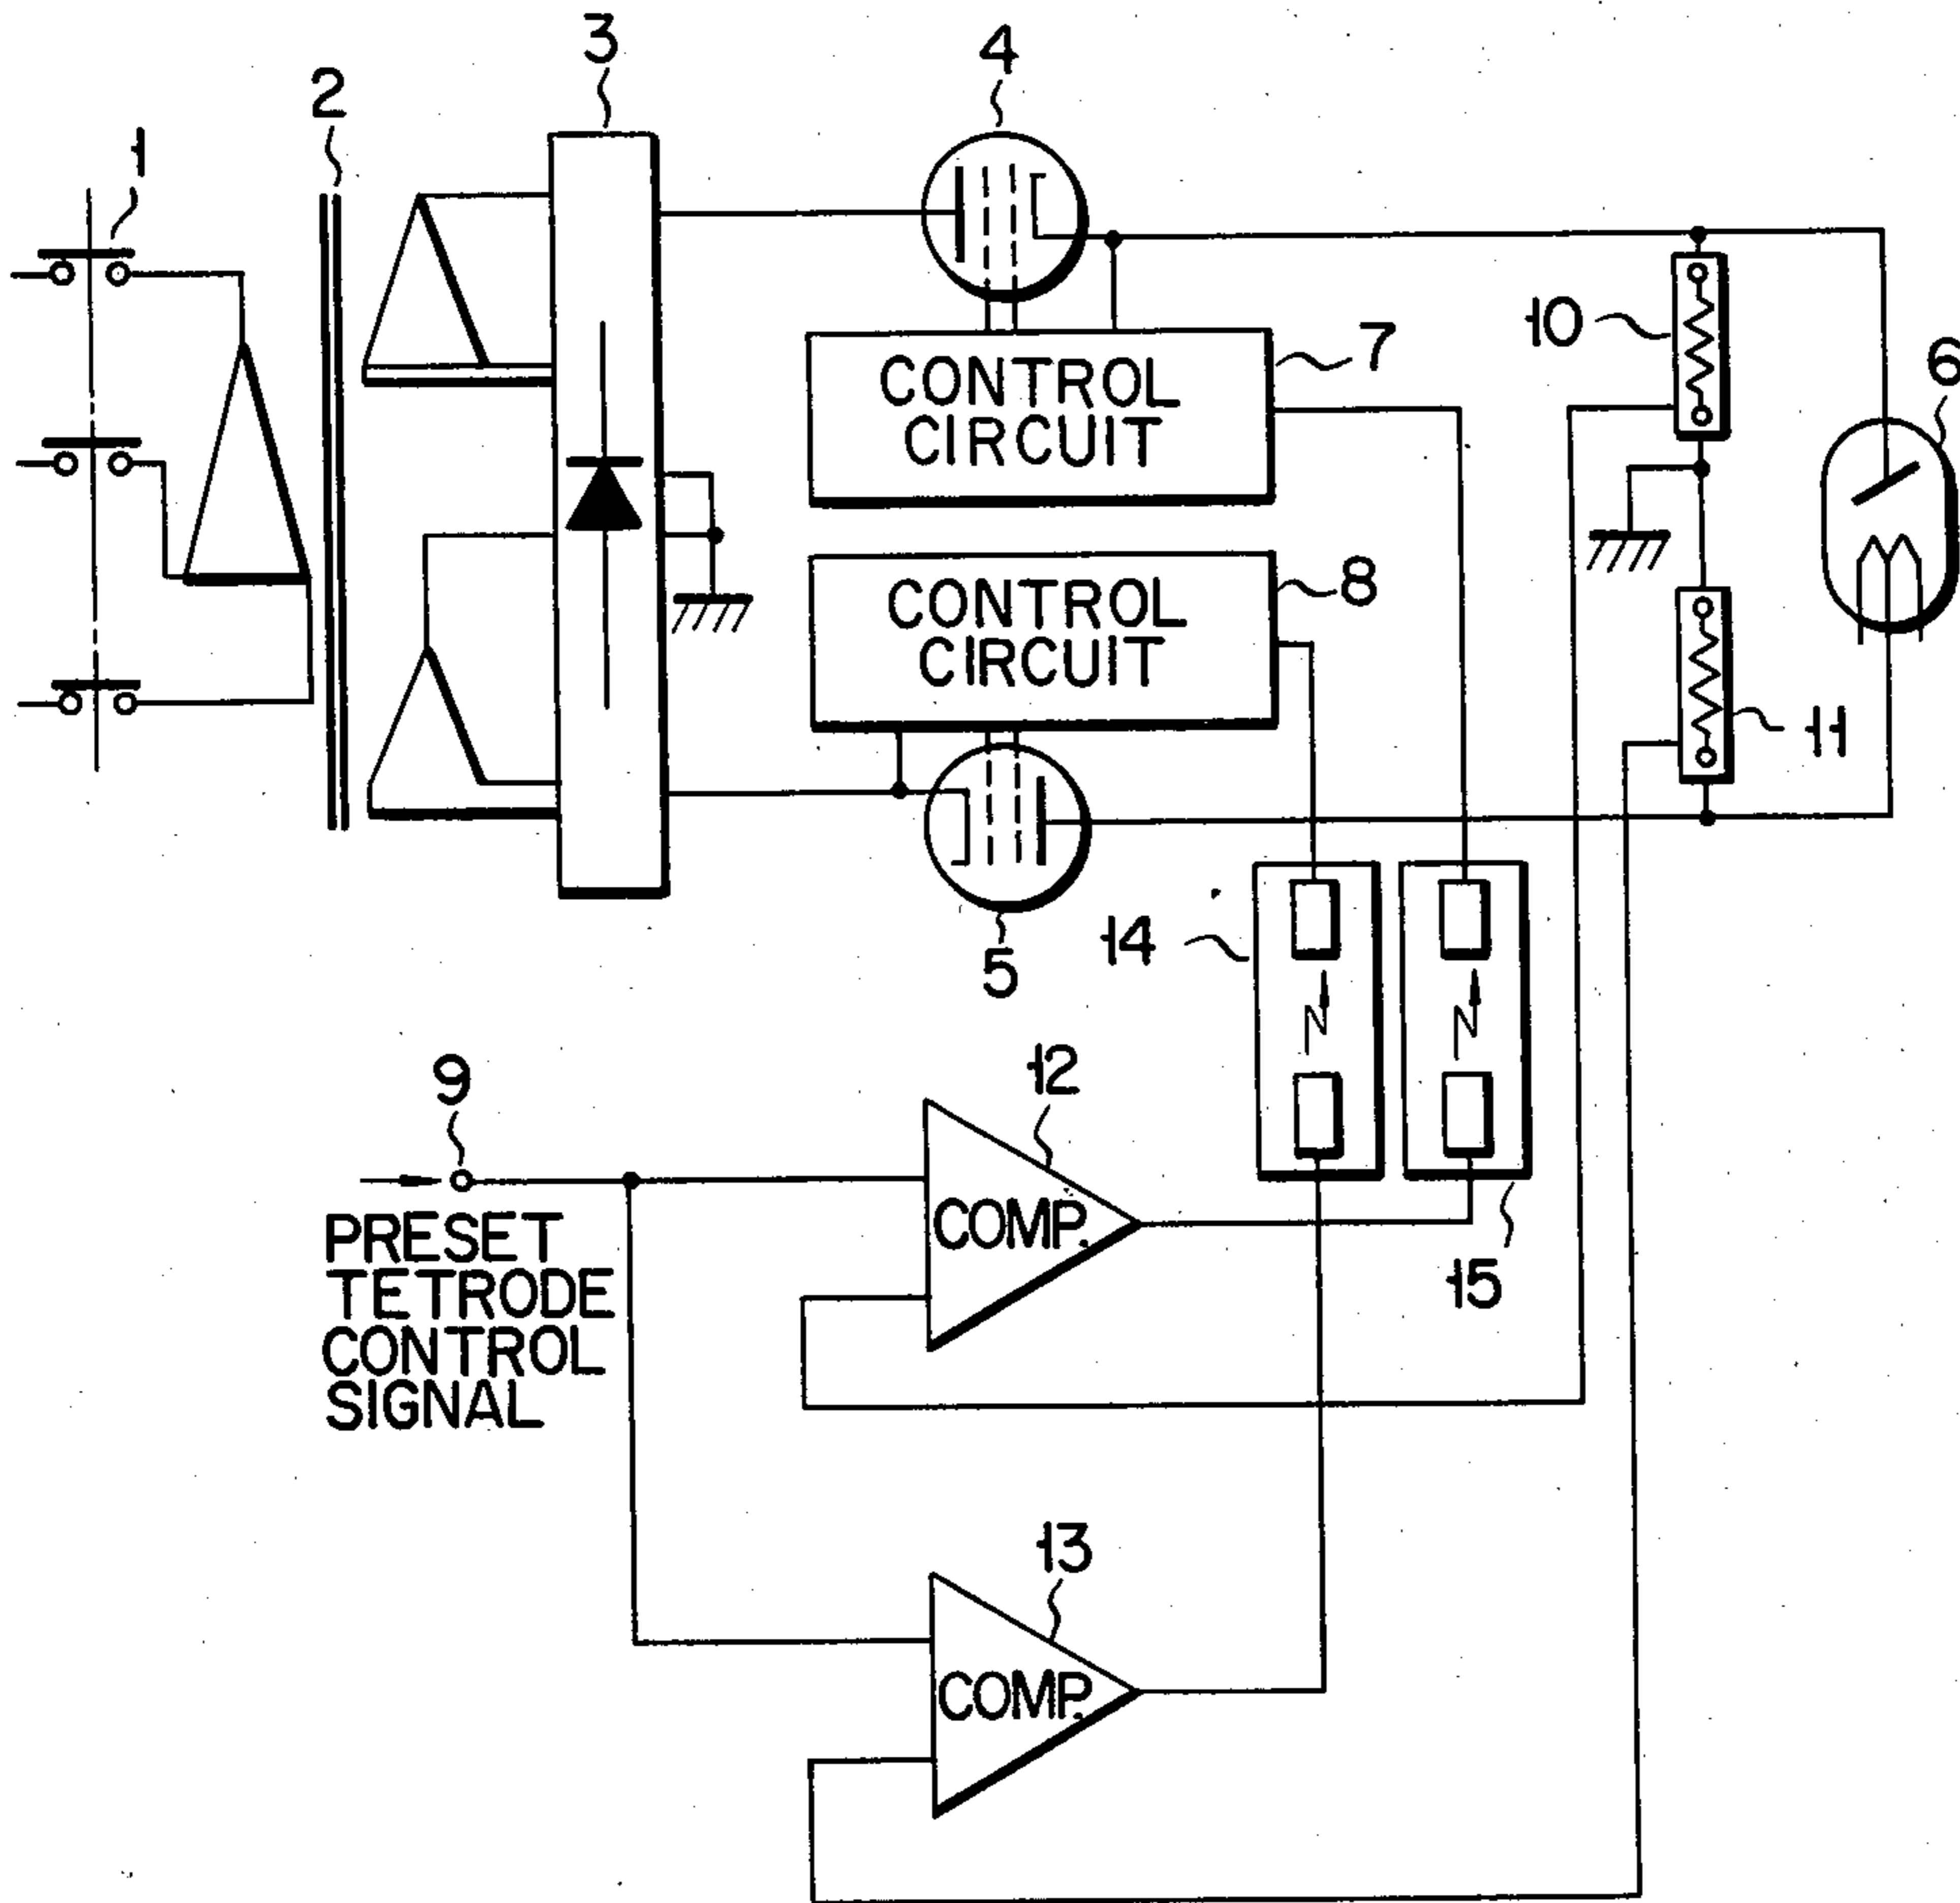 3
4
2
1
CONTROL
CIRCUIT
7
10
6
CONTROL
CIRCUIT
8
11
14
5
9
12
COMP.
PRESET
TETRODE
CONTROL
SIGNAL
15
13
COMP.